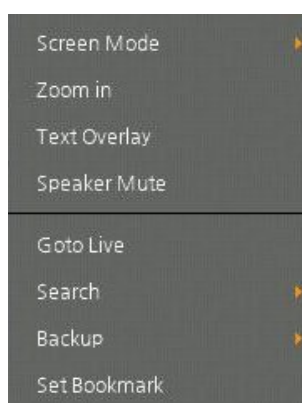 Screen Mode
Zoom in
Text Overlay
Speaker Mute
Goto Live
Search
Backup
Set Bookmark